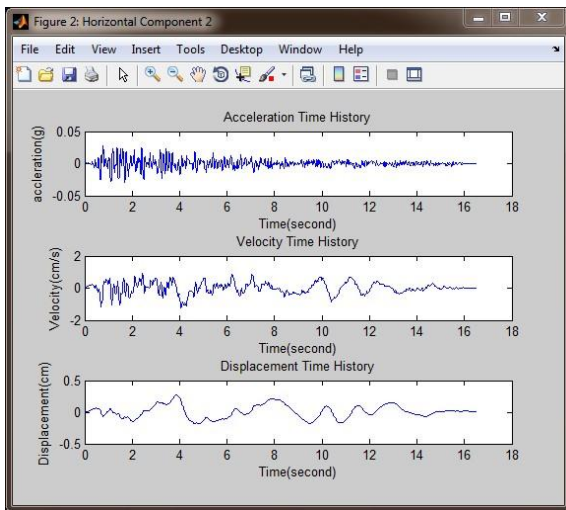 Figure 2: Horizontal Component 2
File Edit View Insert Tools Desktop Window Help
Acceleration Time History
accleration(g)
0.05
0
-0.05
0 2 4 6 8 10 12 14 16 18
Time(second)
Velocity Time History
Velocity(cm/s)
2
0
-2
0 2 4 6 8 10 12 14 16 18
Time(second)
Displacement Time History
Displacement(cm)
0.5
0
-0.5
0 2 4 6 8 10 12 14 16 18
Time(second)